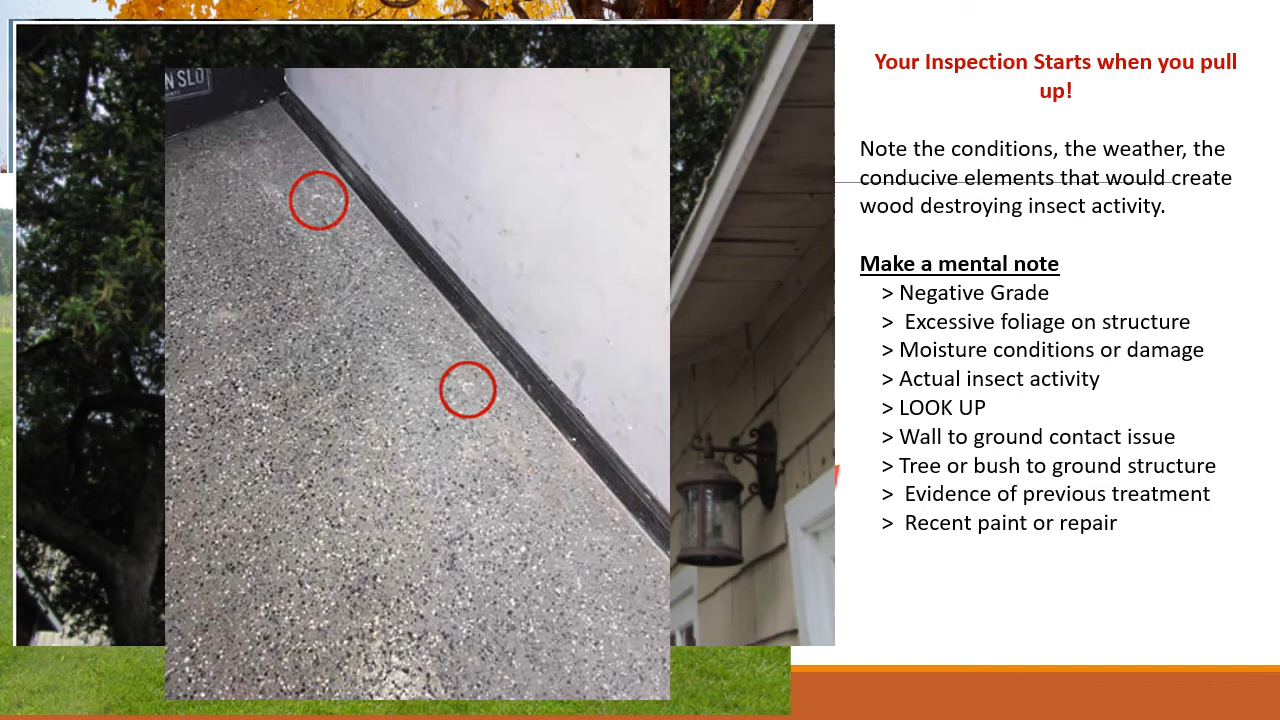 N SLO
Your Inspection Starts when you pull
up!
Note the conditions, the weather, the
conducive elements that would create
wood destroying insect activity.
Make a mental note
> Negative Grade
> Excessive foliage on structure
> Moisture conditions or damage
> Actual insect activity
> LOOK UP
> Wall to ground contact issue
> Tree or bush to ground structure
> Evidence of previous treatment
> Recent paint or repair